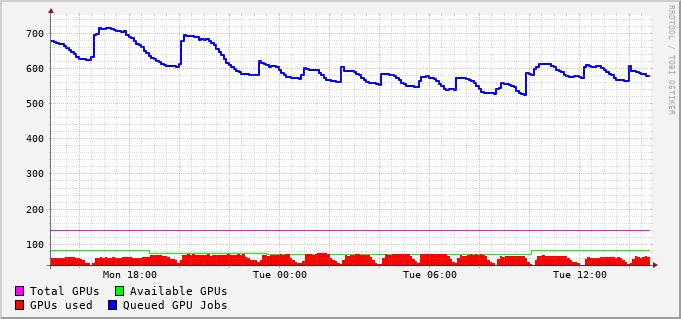 700
600
500
400
300
200
100
Mon 18:00 Tue 00:00 Tue 06:00 Tue 12:00
Total GPUs Available GPUs
GPUs used Queued GPU Jobs
RRDTOOL / TOBI OETIKER